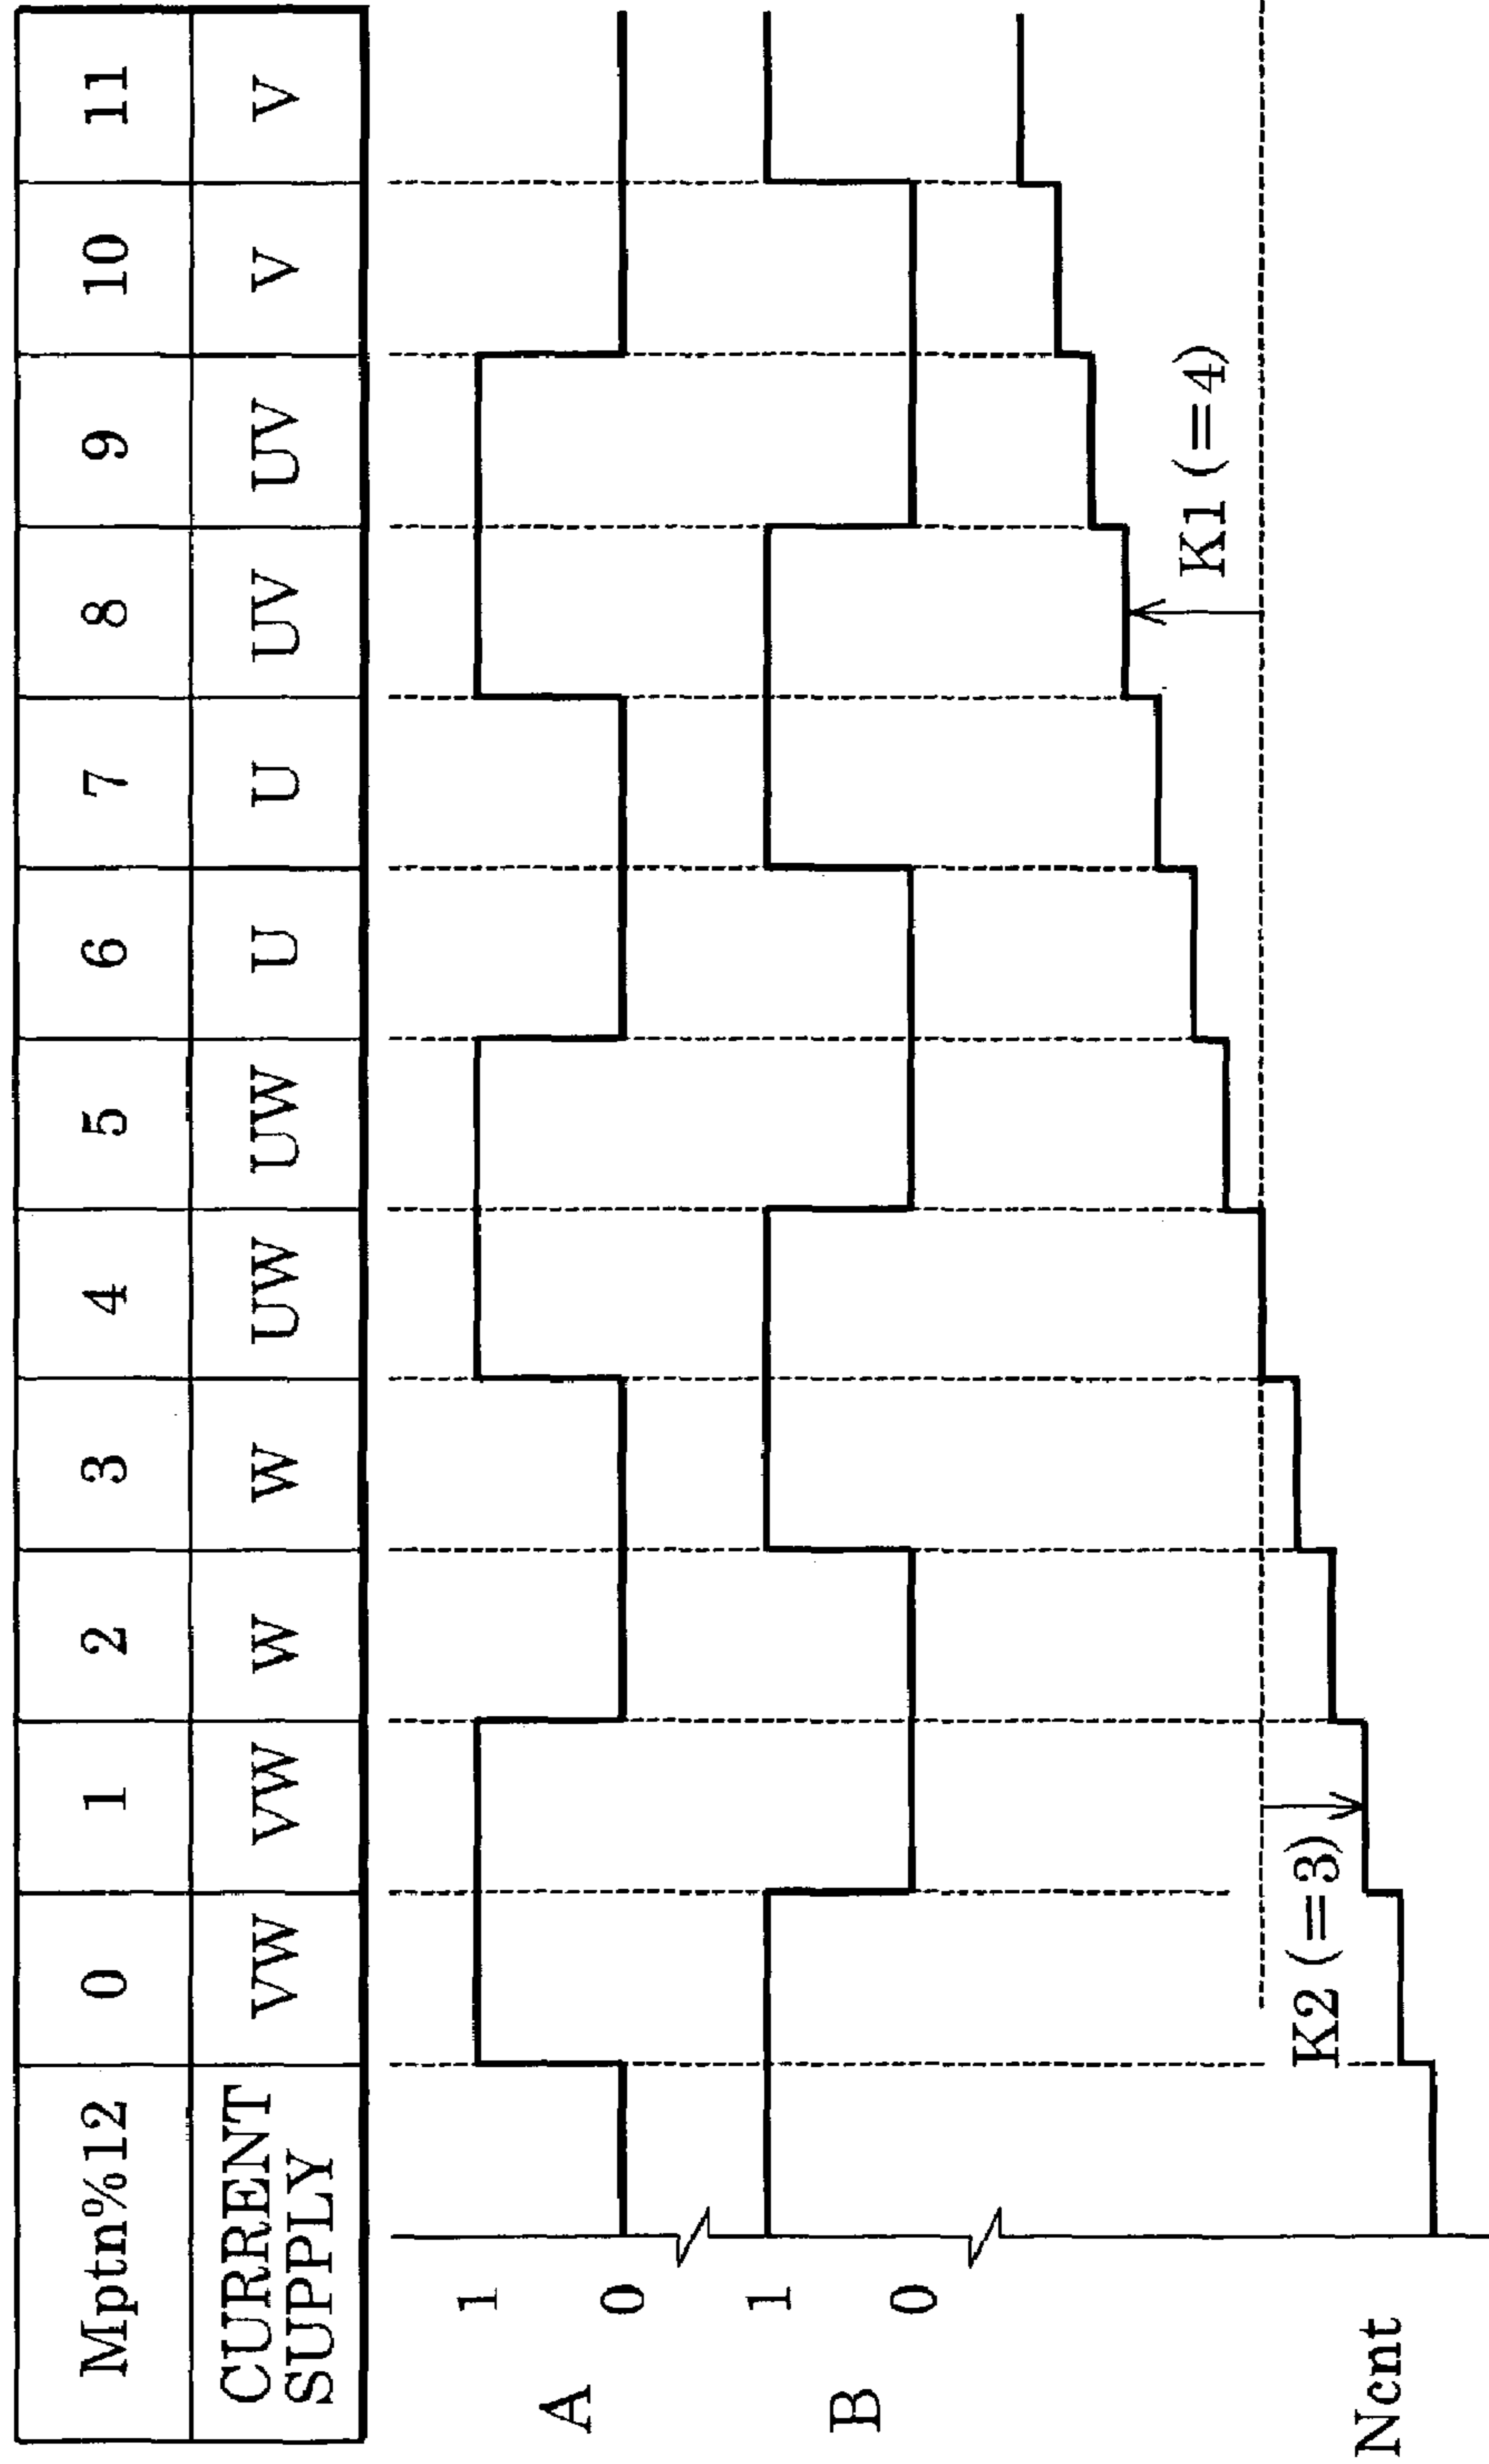 Mptn%12 0 1 2 3 4 5 6 7 8 9 10 11
CURRENT SUPPLY VW VW W W UW UW U U UV UV V V
A
1
0
B
1
0
Ncnt
K2 (=3)
K1 (=4)